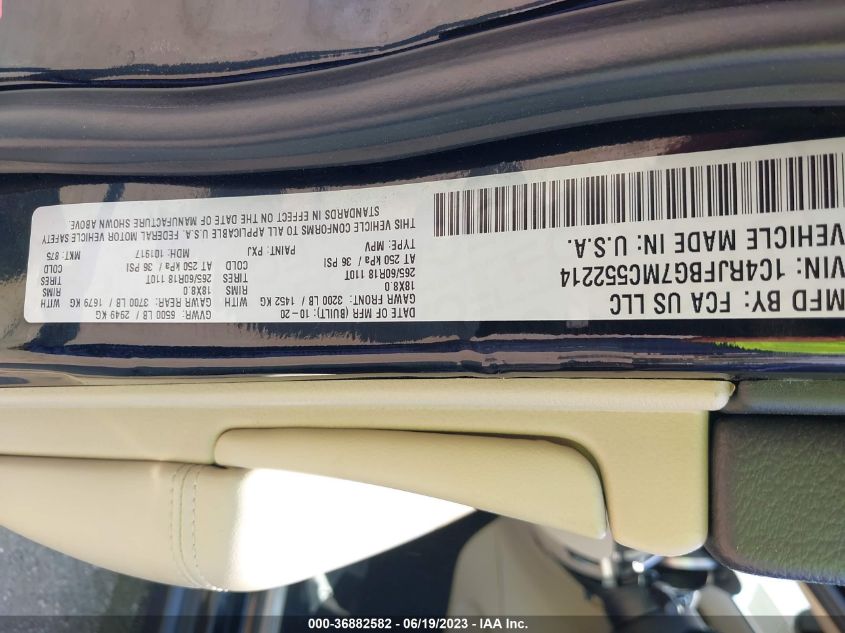 MFD BY: FCA US LLC
DATE OF MFR (BUILT): 10-20
GVWR: 6500 LB 2949 KG
GAWR FRONT: 3200 LB 1452 KG
WITH
GAWR REAR: 3700 LB 1679 KG
WITH
18X8.0
RIMS
18X8.0
RIMS
265/60R18 110T
TIRES
265/60R18 110T
TIRES
AT 250 kPa / 36 PSI
COLD
AT 250 kPa / 36 PSI
COLD
VIN: 1C4RJFBG7MC552214
TYPE: MPV
PAINT: PXJ
MDH: 101917
MKT: 875
VEHICLE MADE IN: U.S.A.
THIS VEHICLE CONFORMS TO ALL APPLICABLE U.S.A. FEDERAL MOTOR VEHICLE SAFETY
STANDARDS IN EFFECT ON THE DATE OF MANUFACTURE SHOWN ABOVE.
000-36882582 - 06/19/2023 - IAA Inc.